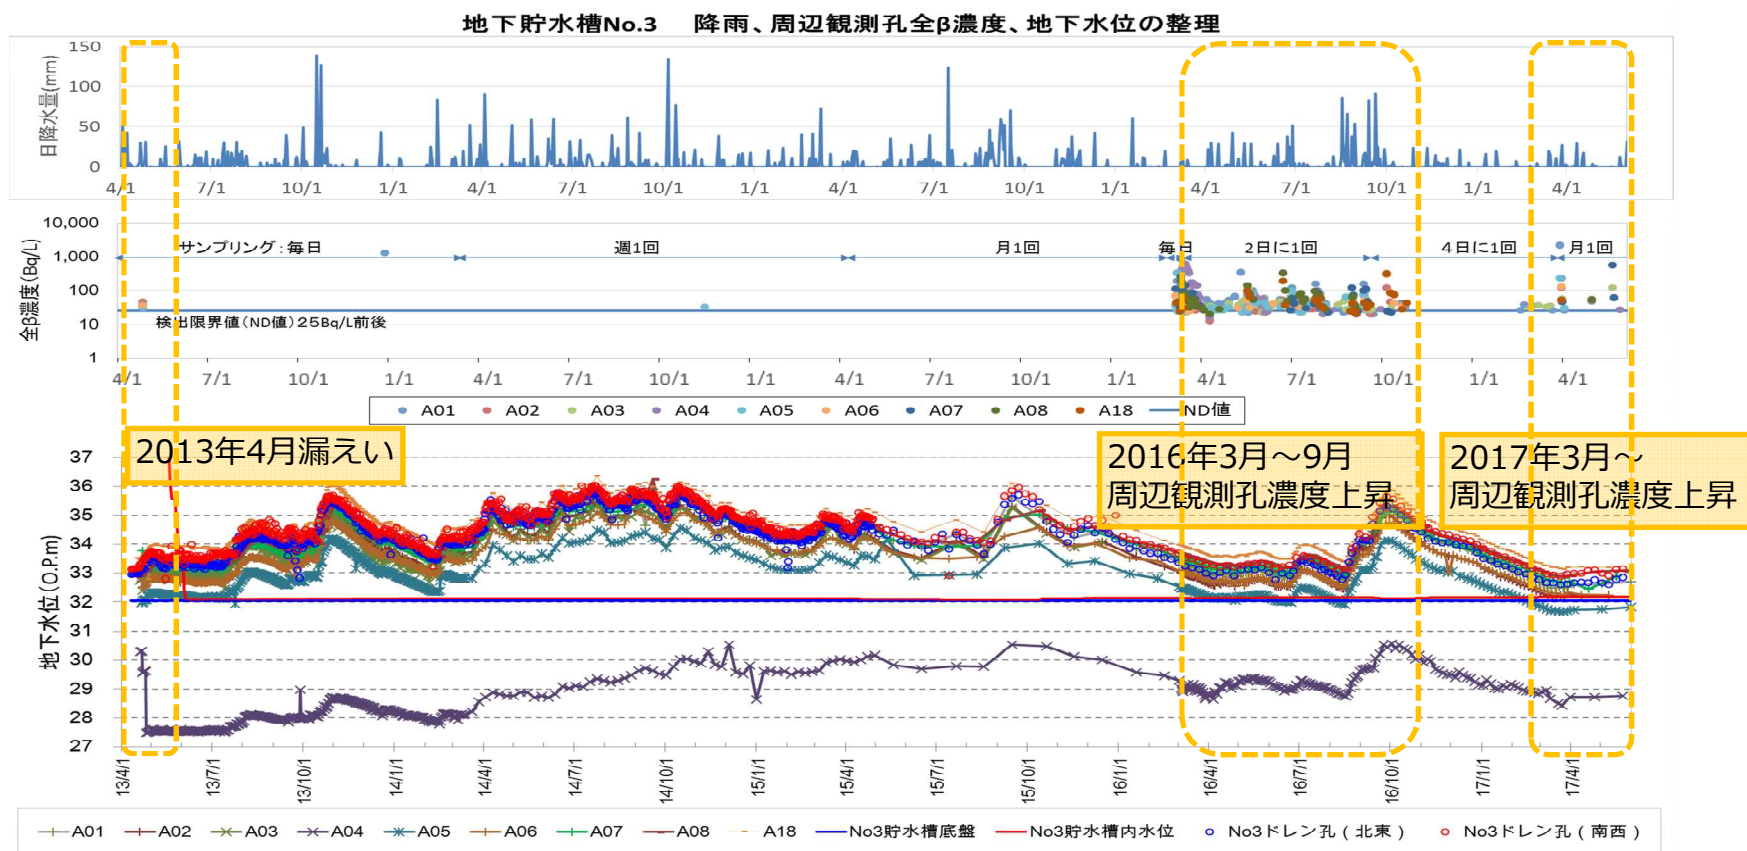 地下貯水槽No.3 降雨、周辺観測孔全β濃度、地下水位の整理
日降水量(mm)
150
100
50
0
4/1 7/1 10/1 1/1 4/1 7/1 10/1 1/1 4/1 7/1 10/1 1/1 4/1 7/1 10/1 1/1 4/1
全β濃度(Bq/L)
10,000
1,000
100
10
1
サンプリング:毎日 週1回 月1回 毎日 2日に1回 4日に1回 月1回
検出限界値(ND値)25Bq/L前後
4/1 7/1 10/1 1/1 4/1 7/1 10/1 1/1 4/1 7/1 10/1 1/1 4/1 7/1 10/1 1/1 4/1
A01 A02 A03 A04 A05 A06 A07 A08 A18 ND値
2013年4月漏えい
2016年3月～9月
周辺観測孔濃度上昇
2017年3月～
周辺観測孔濃度上昇
地下水位(O.P.m)
37
36
35
34
33
32
31
30
29
28
27
13/4/1 13/7/1 13/10/1 14/1/1 14/4/1 14/7/1 14/10/1 15/1/1 15/4/1 15/7/1 15/10/1 16/1/1 16/4/1 16/7/1 16/10/1 17/1/1 17/4/1
A01 A02 A03 A04 A05 A06 A07 A08 A18 No3貯水槽底盤 No3貯水槽内水位 No3ドレン孔(北東) No3ドレン孔(南西)